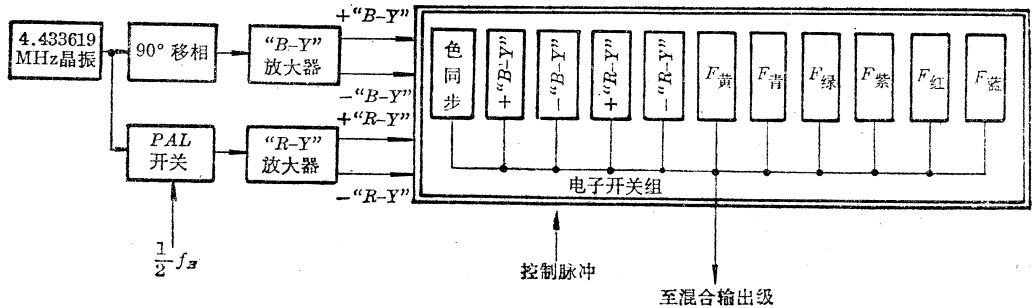 4.433619
MHz晶振
90° 移相
“B-Y”
放大器
+“B-Y”
-“B-Y”
+“R-Y”
-“R-Y”
PAL
开关
“R-Y”
放大器
½ fH
色同步
+“B-Y”
-“B-Y”
+“R-Y”
-“R-Y”
F黄
F青
F绿
F紫
F红
F蓝
电子开关组
控制脉冲
至混合输出级